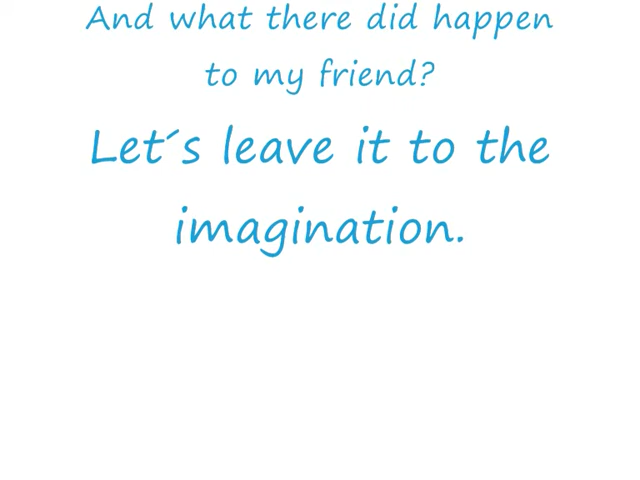 And what there did happen
to my friend?
Let´s leave it to the
imagination.